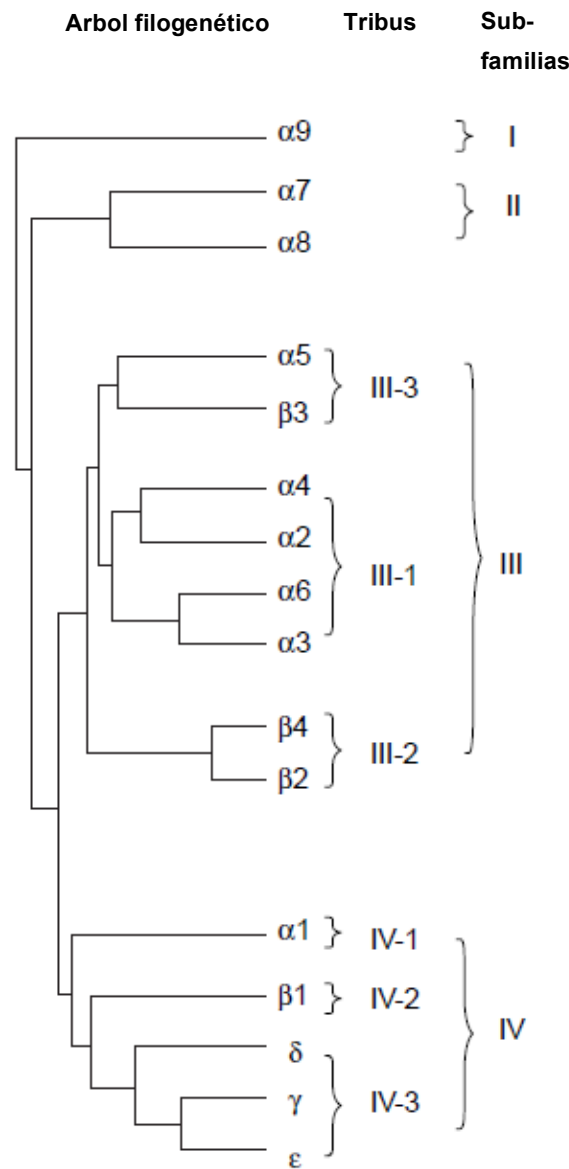 Arbol filogenético Tribus Sub-
familias
α9 I
α7
II
α8
α5
III-3
β3
α4
α2
III
III-1
α6
α3
β4
III-2
β2
α1 IV-1
β1 IV-2
IV
δ
γ IV-3
ε